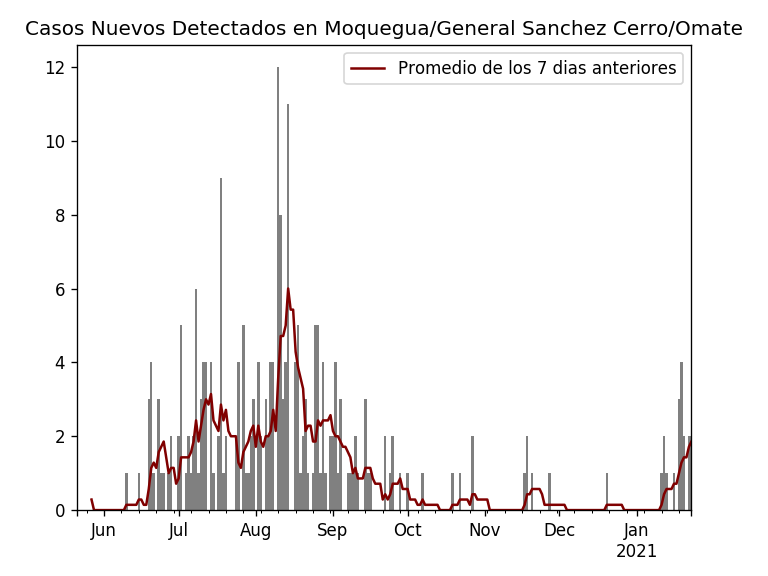 Casos Nuevos Detectados en Moquegua/General Sanchez Cerro/Omate
Promedio de los 7 dias anteriores
12
10
8
6
4
2
0
Jun Jul Aug Sep Oct Nov Dec Jan
2021